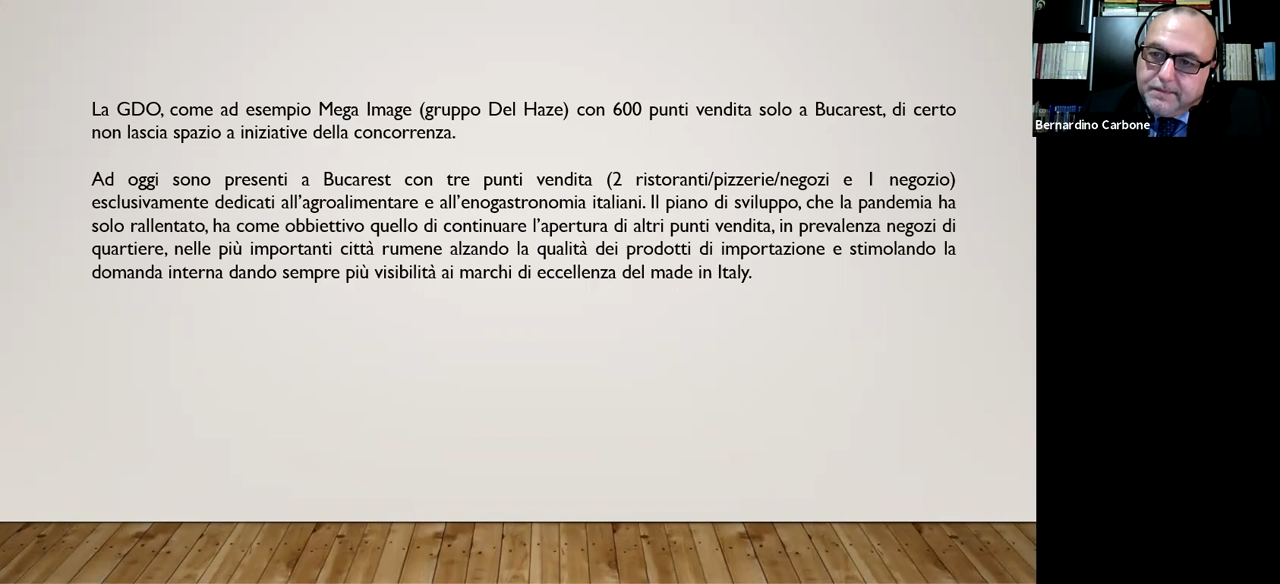 La GDO, come ad esempio Mega Image (gruppo Del Haze) con 600 punti vendita solo a Bucarest, di certo
non lascia spazio a iniziative della concorrenza.
Ad oggi sono presenti a Bucarest con tre punti vendita (2 ristoranti/pizzerie/negozi e 1 negozio)
esclusivamente dedicati all'agroalimentare e all'enogastronomia italiani. Il piano di sviluppo, che la pandemia ha
solo rallentato, ha come obbiettivo quello di continuare l'apertura di altri punti vendita, in prevalenza negozi di
quartiere, nelle più importanti città rumene alzando la qualità dei prodotti di importazione e stimolando la
domanda interna dando sempre più visibilità ai marchi di eccellenza del made in Italy.
Bernardino Carbone